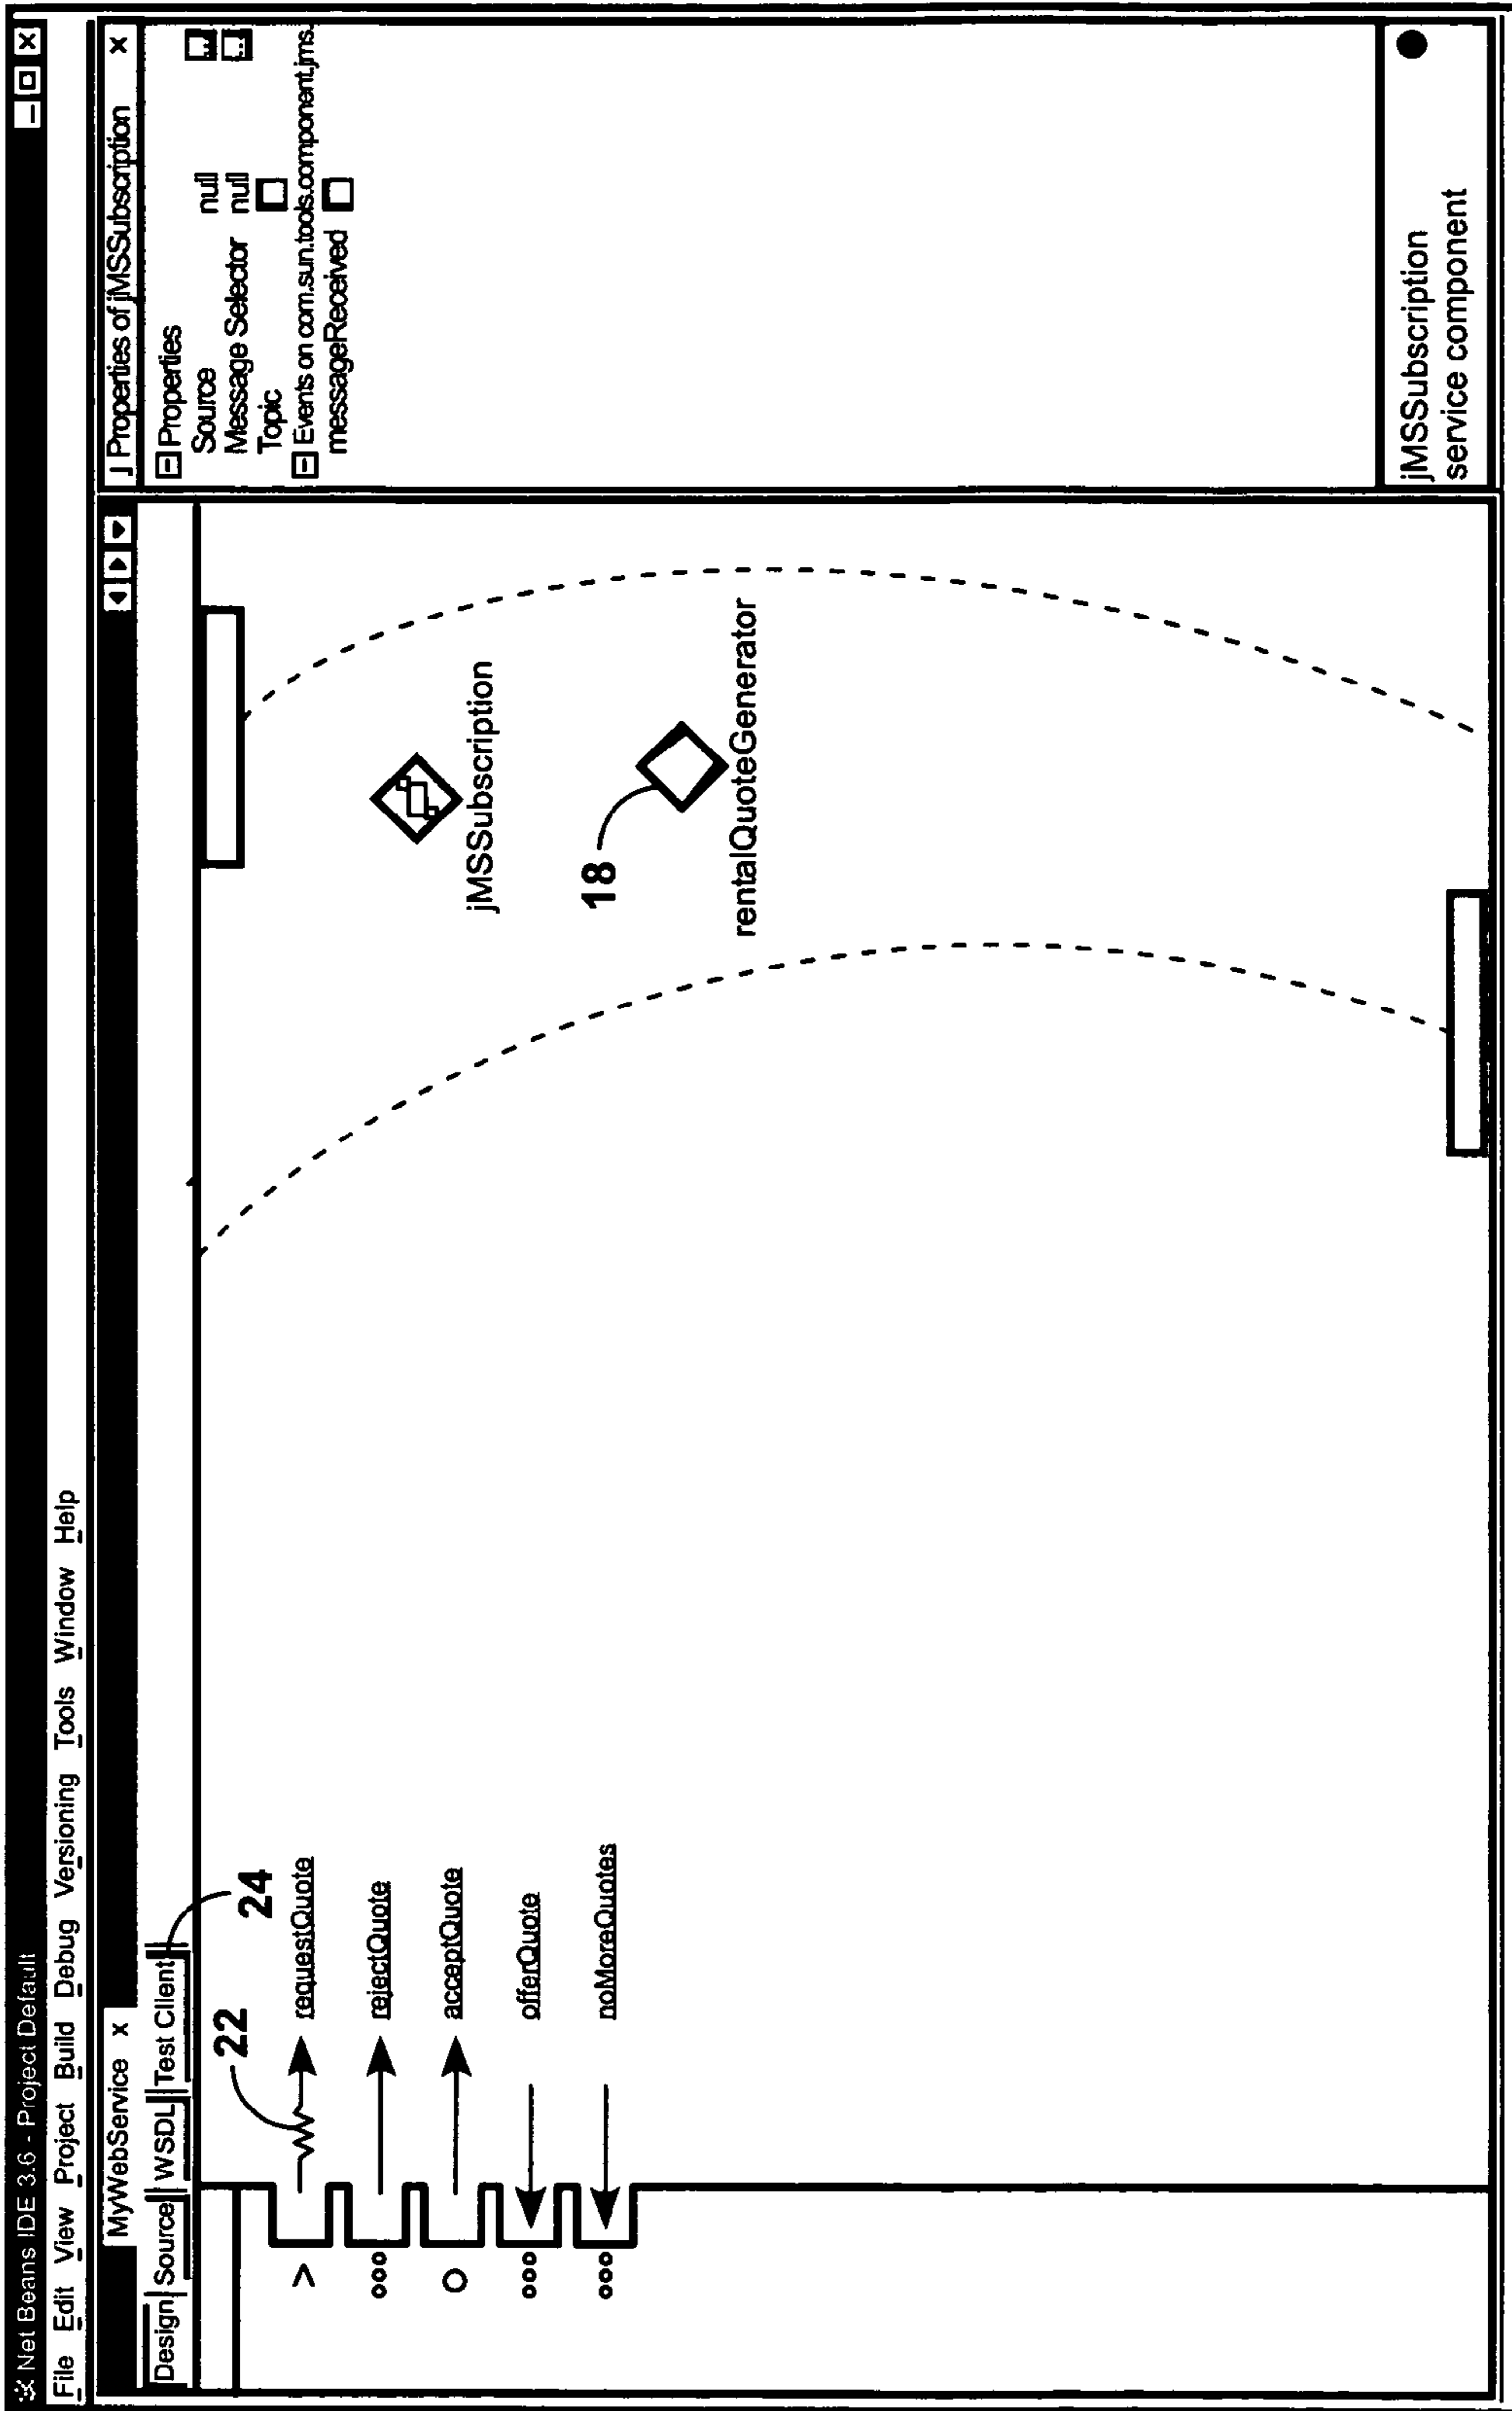 Net Beans IDE 3.6 - Project Default
File Edit View Project Build Debug Versioning Tools Window Help
MyWebService x
Design Source WSDL Test Client
24
22
requestQuote
rejectQuote
acceptQuote
offerQuote
noMoreQuotes
jMSSubscription
18
rentalQuoteGenerator
Properties of jMSSubscription x
Properties
Source null
Message Selector null
Topic
Events on com.sun.tools.component.jms.
messageReceived
jMSSubscription
service component